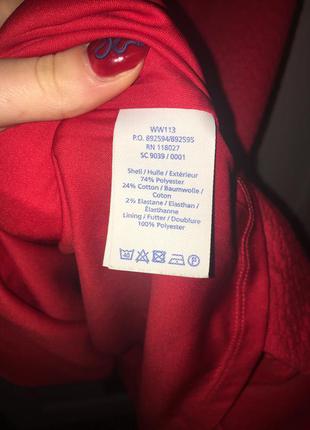 WW113
P.O. 892594/892595
RN 118027
SC 9039 / 0001
Shell / Hulle / Extérieur
74% Polyester
24% Cotton / Baumwolle /
Coton
2% Elastane / Elasthan /
Élasthanne
Lining / Futter / Doublure
100% Polyester
40
P